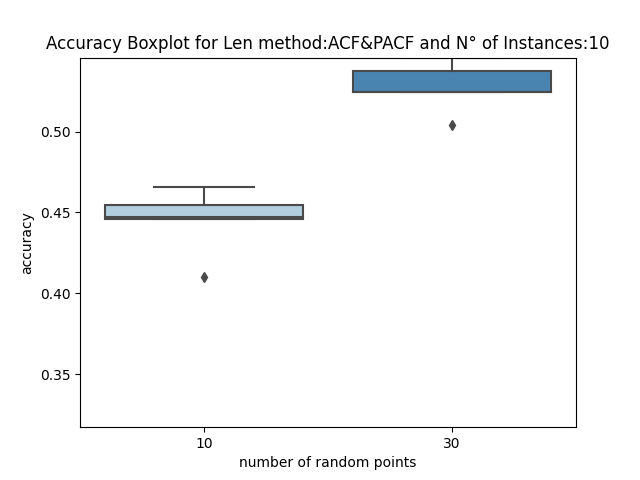 Accuracy Boxplot for Len method:ACF&PACF and N° of Instances:10
accuracy
0.50
0.45
0.40
0.35
10 30
number of random points